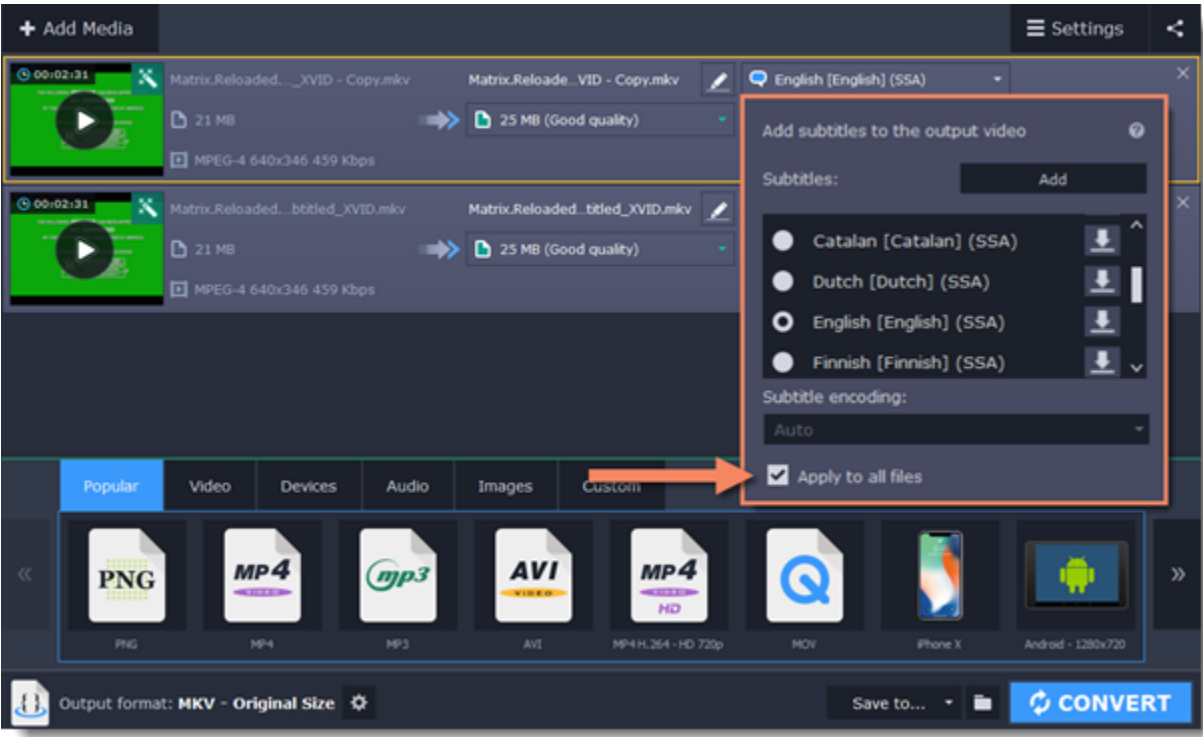 Add Media
Settings
00:02:31
Matrix.Reloaded...._XVID - Copy.mkv
Matrix.Reloade...VID - Copy.mkv
English [English] (SSA)
21 MB
25 MB (Good quality)
MPEG-4 640x346 459 Kbps
Add subtitles to the output video
?
Subtitles:
Add
00:02:31
Matrix.Reloaded...btitled_XVID.mkv
Matrix.Reloaded...titled_XVID.mkv
21 MB
25 MB (Good quality)
MPEG-4 640x346 459 Kbps
Catalan [Catalan] (SSA)
Dutch [Dutch] (SSA)
English [English] (SSA)
Finnish [Finnish] (SSA)
Subtitle encoding:
Auto
Apply to all files
Popular
Video
Devices
Audio
Images
Custom
PNG
MP4
VIDEO
mp3
AVI
VIDEO
MP4
VIDEO
HD
PNG
MP4
MP3
AVI
MP4 H.264 - HD 720p
MOV
iPhone X
Android - 1280x720
Output format: MKV - Original Size
Save to...
CONVERT